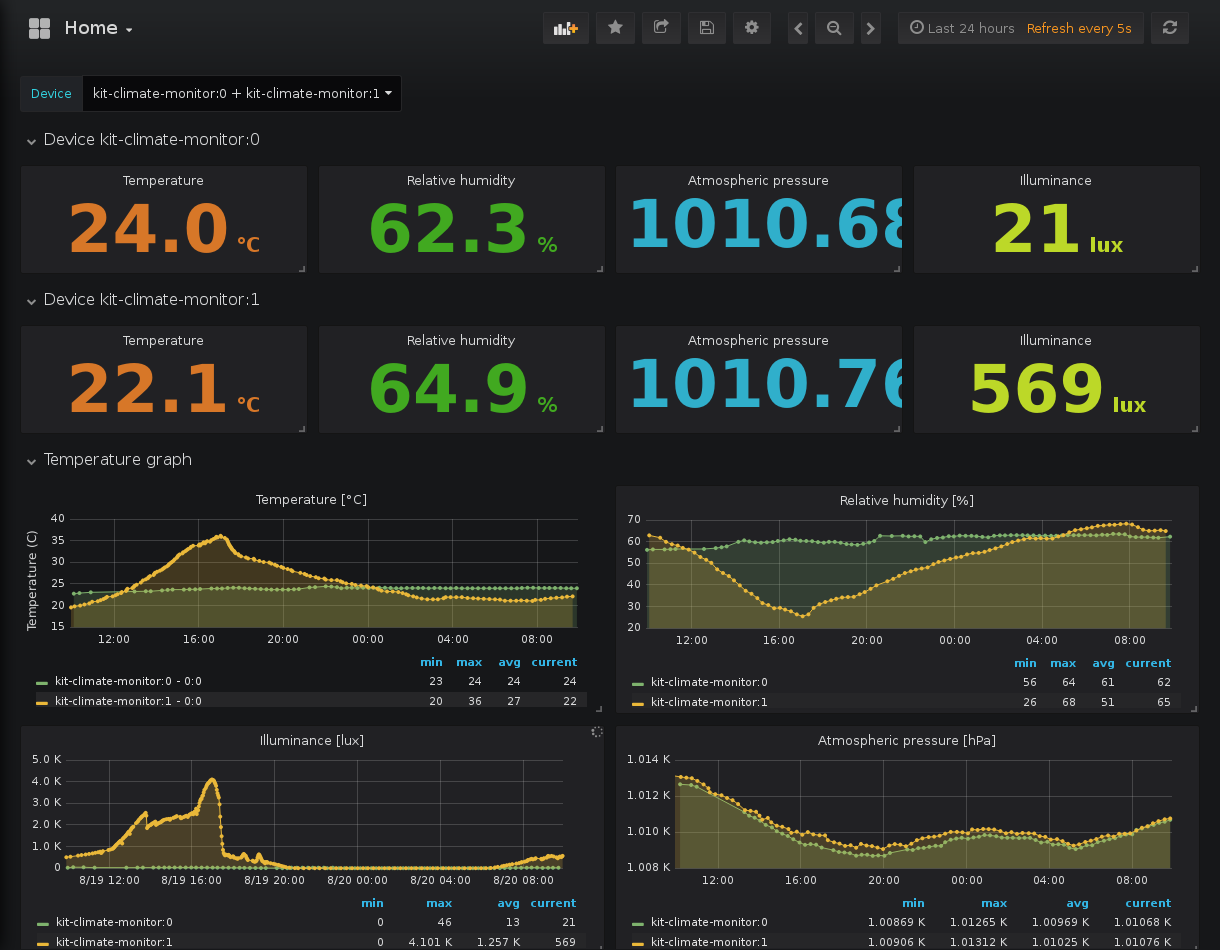 Home
Last 24 hours Refresh every 5s
Device kit-climate-monitor:0 + kit-climate-monitor:1
Device kit-climate-monitor:0
Temperature Relative humidity Atmospheric pressure Illuminance
24.0 °C 62.3 % 1010.68 21 lux
Device kit-climate-monitor:1
Temperature Relative humidity Atmospheric pressure Illuminance
22.1 °C 64.9 % 1010.76 569 lux
Temperature graph
Temperature [°C]
Temperature (C)
40
35
30
25
20
15
12:00 16:00 20:00 00:00 04:00 08:00
min max avg current
kit-climate-monitor:0 - 0:0 23 24 24 24
kit-climate-monitor:1 - 0:0 20 36 27 22
Relative humidity [%]
70
60
50
40
30
20
12:00 16:00 20:00 00:00 04:00 08:00
min max avg current
kit-climate-monitor:0 56 64 61 62
kit-climate-monitor:1 26 68 51 65
Illuminance [lux]
5.0 K
4.0 K
3.0 K
2.0 K
1.0 K
0
8/19 12:00 8/19 16:00 8/19 20:00 8/20 00:00 8/20 04:00 8/20 08:00
min max avg current
kit-climate-monitor:0 0 46 13 21
kit-climate-monitor:1 0 4.101 K 1.257 K 569
Atmospheric pressure [hPa]
1.014 K
1.012 K
1.010 K
1.008 K
12:00 16:00 20:00 00:00 04:00 08:00
min max avg current
kit-climate-monitor:0 1.00869 K 1.01265 K 1.00969 K 1.01068 K
kit-climate-monitor:1 1.00906 K 1.01312 K 1.01025 K 1.01076 K